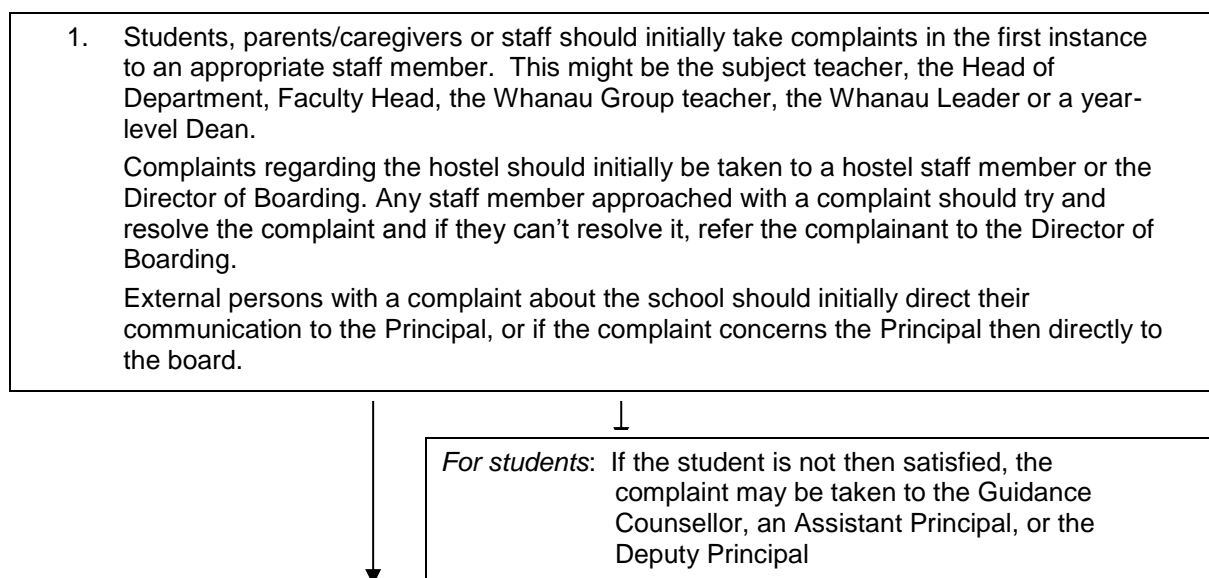 1. Students, parents/caregivers or staff should initially take complaints in the first instance
to an appropriate staff member.  This might be the subject teacher, the Head of
Department, Faculty Head, the Whanau Group teacher, the Whanau Leader or a year-
level Dean.
Complaints regarding the hostel should initially be taken to a hostel staff member or the
Director of Boarding. Any staff member approached with a complaint should try and
resolve the complaint and if they can’t resolve it, refer the complainant to the Director of
Boarding.
External persons with a complaint about the school should initially direct their
communication to the Principal, or if the complaint concerns the Principal then directly to
the board.
For students:  If the student is not then satisfied, the
complaint may be taken to the Guidance
Counsellor, an Assistant Principal, or the
Deputy Principal